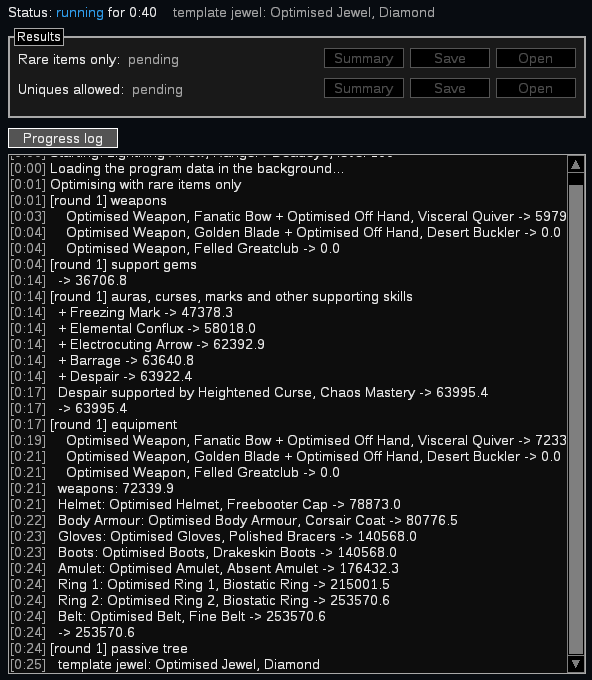 Status: running for 0:40 template jewel: Optimised Jewel, Diamond
Results
Rare items only: pending Summary Save Open
Uniques allowed: pending Summary Save Open
Progress log
[0:00] Loading the program data in the background...
[0:01] Optimising with rare items only
[0:01] [round 1] weapons
[0:03] Optimised Weapon, Fanatic Bow + Optimised Off Hand, Visceral Quiver -> 5979
[0:04] Optimised Weapon, Golden Blade + Optimised Off Hand, Desert Buckler -> 0.0
[0:04] Optimised Weapon, Felled Greatclub -> 0.0
[0:04] [round 1] support gems
[0:14] -> 36706.8
[0:14] [round 1] auras, curses, marks and other supporting skills
[0:14] + Freezing Mark -> 47378.3
[0:14] + Elemental Conflux -> 58018.0
[0:14] + Electrocuting Arrow -> 62392.9
[0:14] + Barrage -> 63640.8
[0:14] + Despair -> 63922.4
[0:17] Despair supported by Heightened Curse, Chaos Mastery -> 63995.4
[0:17] -> 63995.4
[0:17] [round 1] equipment
[0:19] Optimised Weapon, Fanatic Bow + Optimised Off Hand, Visceral Quiver -> 7233
[0:21] Optimised Weapon, Golden Blade + Optimised Off Hand, Desert Buckler -> 0.0
[0:21] Optimised Weapon, Felled Greatclub -> 0.0
[0:21] weapons: 72339.9
[0:21] Helmet: Optimised Helmet, Freebooter Cap -> 78873.0
[0:22] Body Armour: Optimised Body Armour, Corsair Coat -> 80776.5
[0:23] Gloves: Optimised Gloves, Polished Bracers -> 140568.0
[0:23] Boots: Optimised Boots, Drakeskin Boots -> 140568.0
[0:24] Amulet: Optimised Amulet, Absent Amulet -> 176432.3
[0:24] Ring 1: Optimised Ring 1, Biostatic Ring -> 215001.5
[0:24] Ring 2: Optimised Ring 2, Biostatic Ring -> 253570.6
[0:24] Belt: Optimised Belt, Fine Belt -> 253570.6
[0:24] -> 253570.6
[0:24] [round 1] passive tree
[0:25] template jewel: Optimised Jewel, Diamond